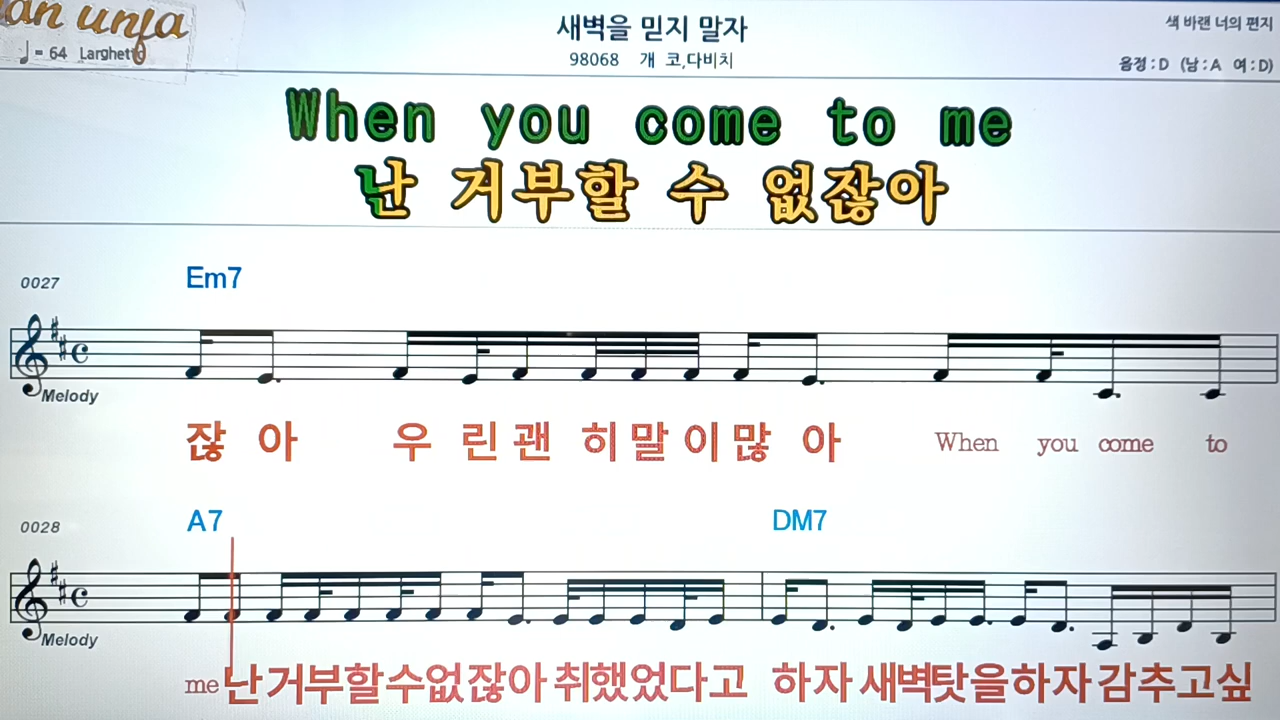 새벽을 믿지 말자
색 바랜 너의 편지
♩= 64 Larghetto
98068 개 코,다비치
음정 : D (남 : A 여 : D)
When you come to me
난 거부할 수 없잖아
0027
Em7
Melody
잖 아 우 린 괜 히 말 이 많 아 When you come to
0028
A7 DM7
Melody
me 난 거부할수없잖아 취했었다고 하자 새벽탓을하자 감추고싶